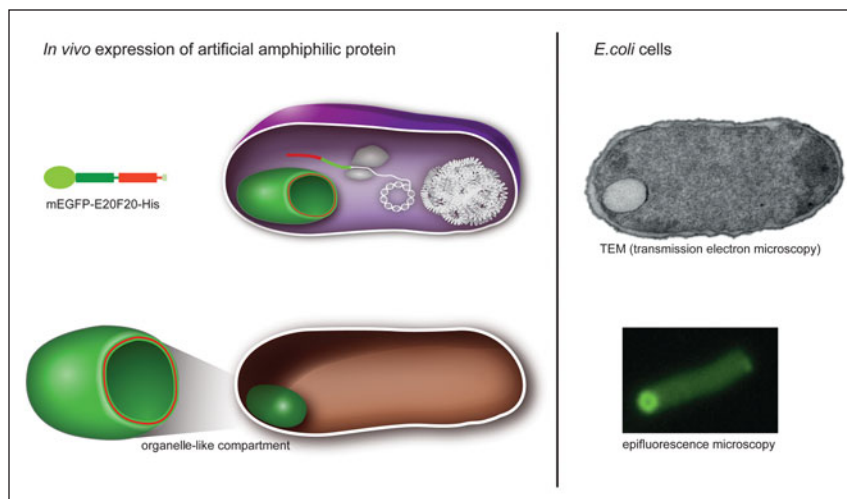 In vivo expression of artificial amphiphilic protein
E.coli cells
mEGFP-E20F20-His
TEM (transmission electron microscopy)
organelle-like compartment
epifluorescence microscopy